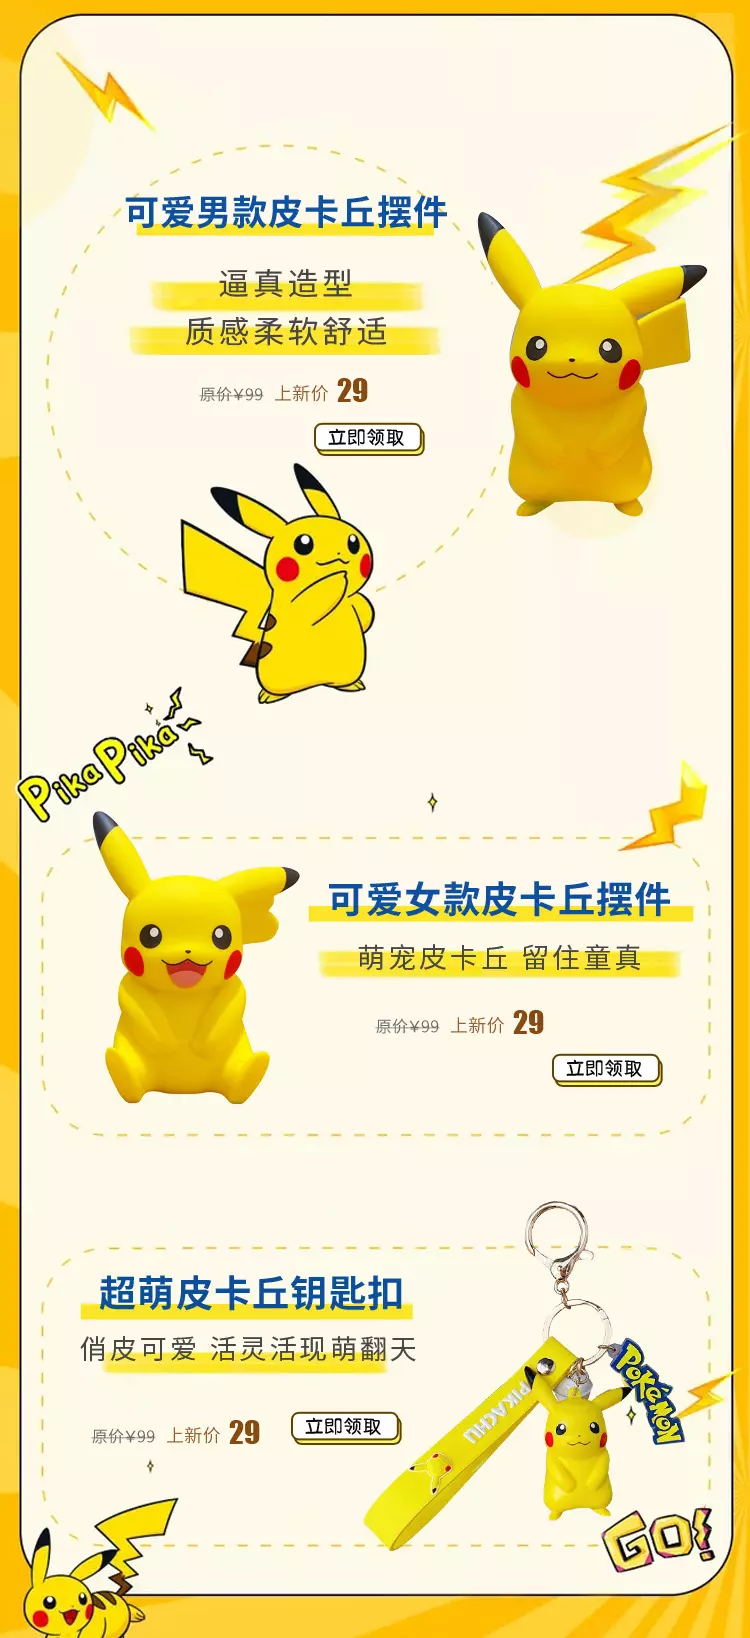 可爱男款皮卡丘摆件
逼真造型
质感柔软舒适
原价¥99 上新价 29
立即领取
PikaPika
可爱女款皮卡丘摆件
萌宠皮卡丘 留住童真
原价¥99 上新价 29
立即领取
超萌皮卡丘钥匙扣
俏皮可爱 活灵活现萌翻天
原价¥99 上新价 29
立即领取
PIKACHU
POKéMON
GO!